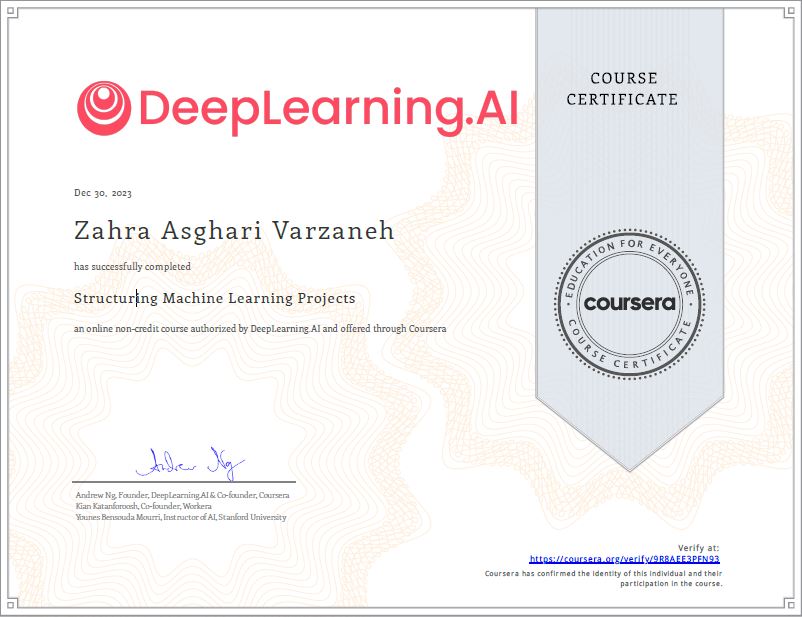 DeepLearning.AI
COURSE
CERTIFICATE
Dec 30, 2023
Zahra Asghari Varzaneh
has successfully completed
Structuring Machine Learning Projects
an online non-credit course authorized by DeepLearning.AI and offered through Coursera
EDUCATION FOR EVERYONE
coursera
COURSE CERTIFICATE
Andrew Ng
Andrew Ng, Founder, DeepLearning.AI & Co-founder, Coursera
Kian Katanforoosh, Co-founder, Workera
Younes Bensouda Mourri, Instructor of AI, Stanford University
Verify at:
https://coursera.org/verify/9R8AEE3PFN93
Coursera has confirmed the identity of this individual and their
participation in the course.